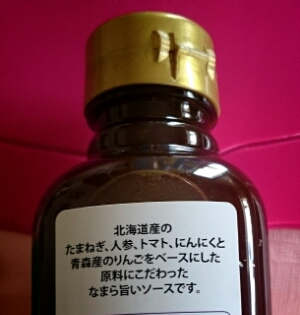 北海道産の
たまねぎ、人参、トマト、にんにくと
青森産のりんごをベースにした
原料にこだわった
なまら旨いソースです。